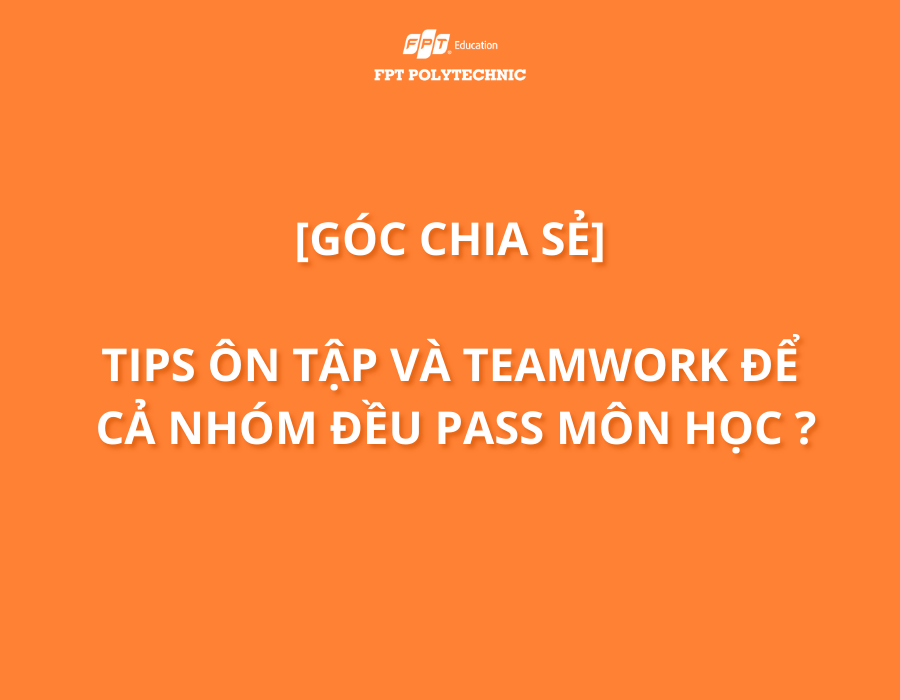 FPT Education
FPT POLYTECHNIC
[GÓC CHIA SẺ]
TIPS ÔN TẬP VÀ TEAMWORK ĐỂ
CẢ NHÓM ĐỀU PASS MÔN HỌC ?